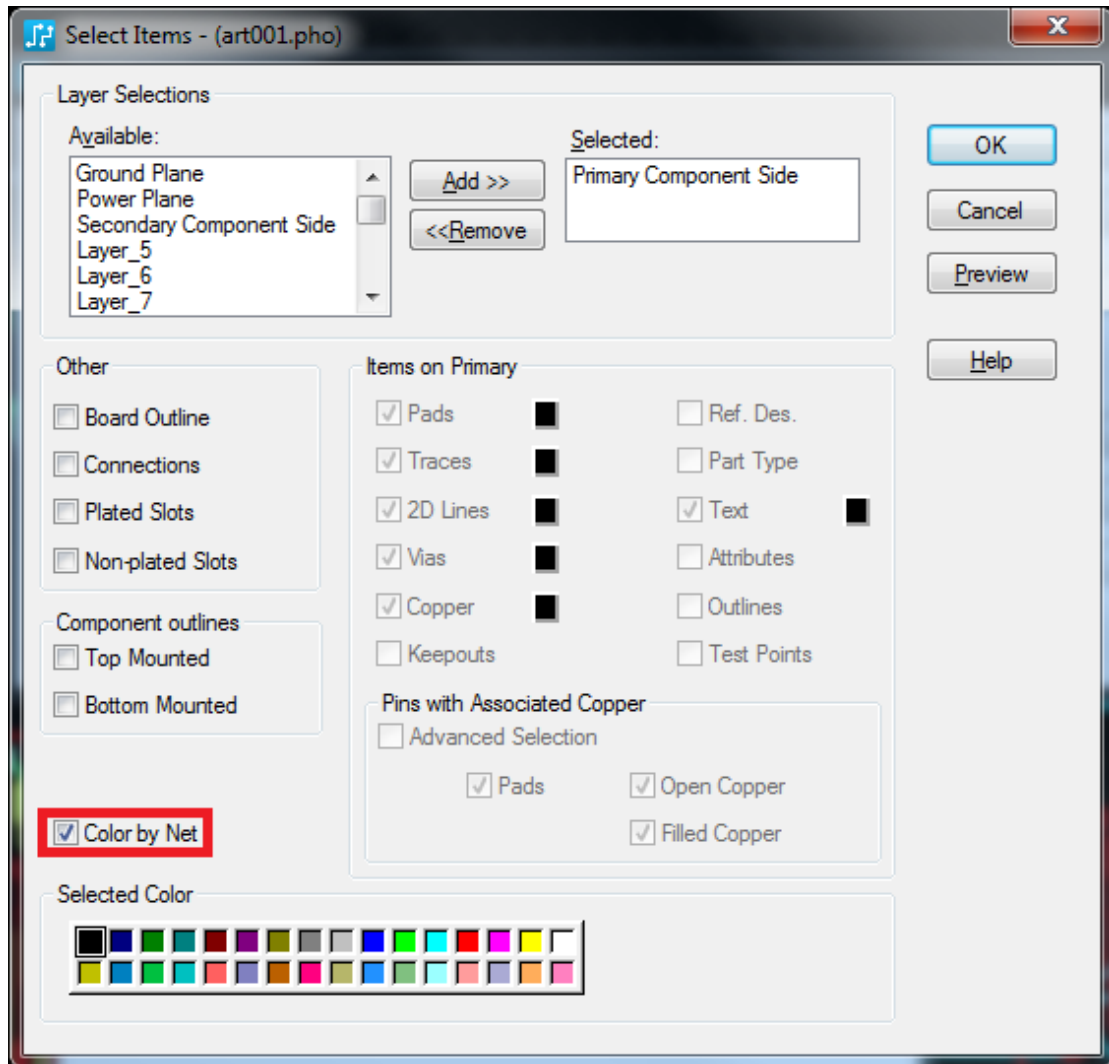 Select Items - (art001.pho)
Layer Selections
Available:
Ground Plane
Power Plane
Secondary Component Side
Layer_5
Layer_6
Layer_7
Add >>
<<Remove
Selected:
Primary Component Side
OK
Cancel
Preview
Help
Other
Board Outline
Connections
Plated Slots
Non-plated Slots
Component outlines
Top Mounted
Bottom Mounted
Color by Net
Items on Primary
Pads
Traces
2D Lines
Vias
Copper
Keepouts
Ref. Des.
Part Type
Text
Attributes
Outlines
Test Points
Pins with Associated Copper
Advanced Selection
Pads
Open Copper
Filled Copper
Selected Color